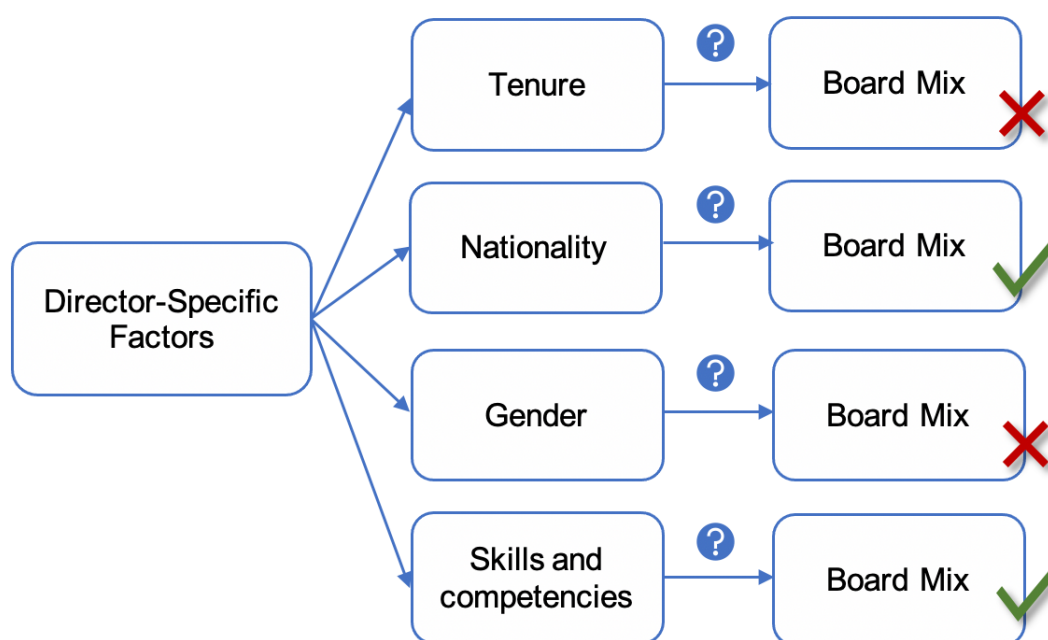 Tenure
?
Board Mix
Nationality
?
Board Mix
Director-Specific
Factors
Gender
?
Board Mix
Skills and
competencies
?
Board Mix